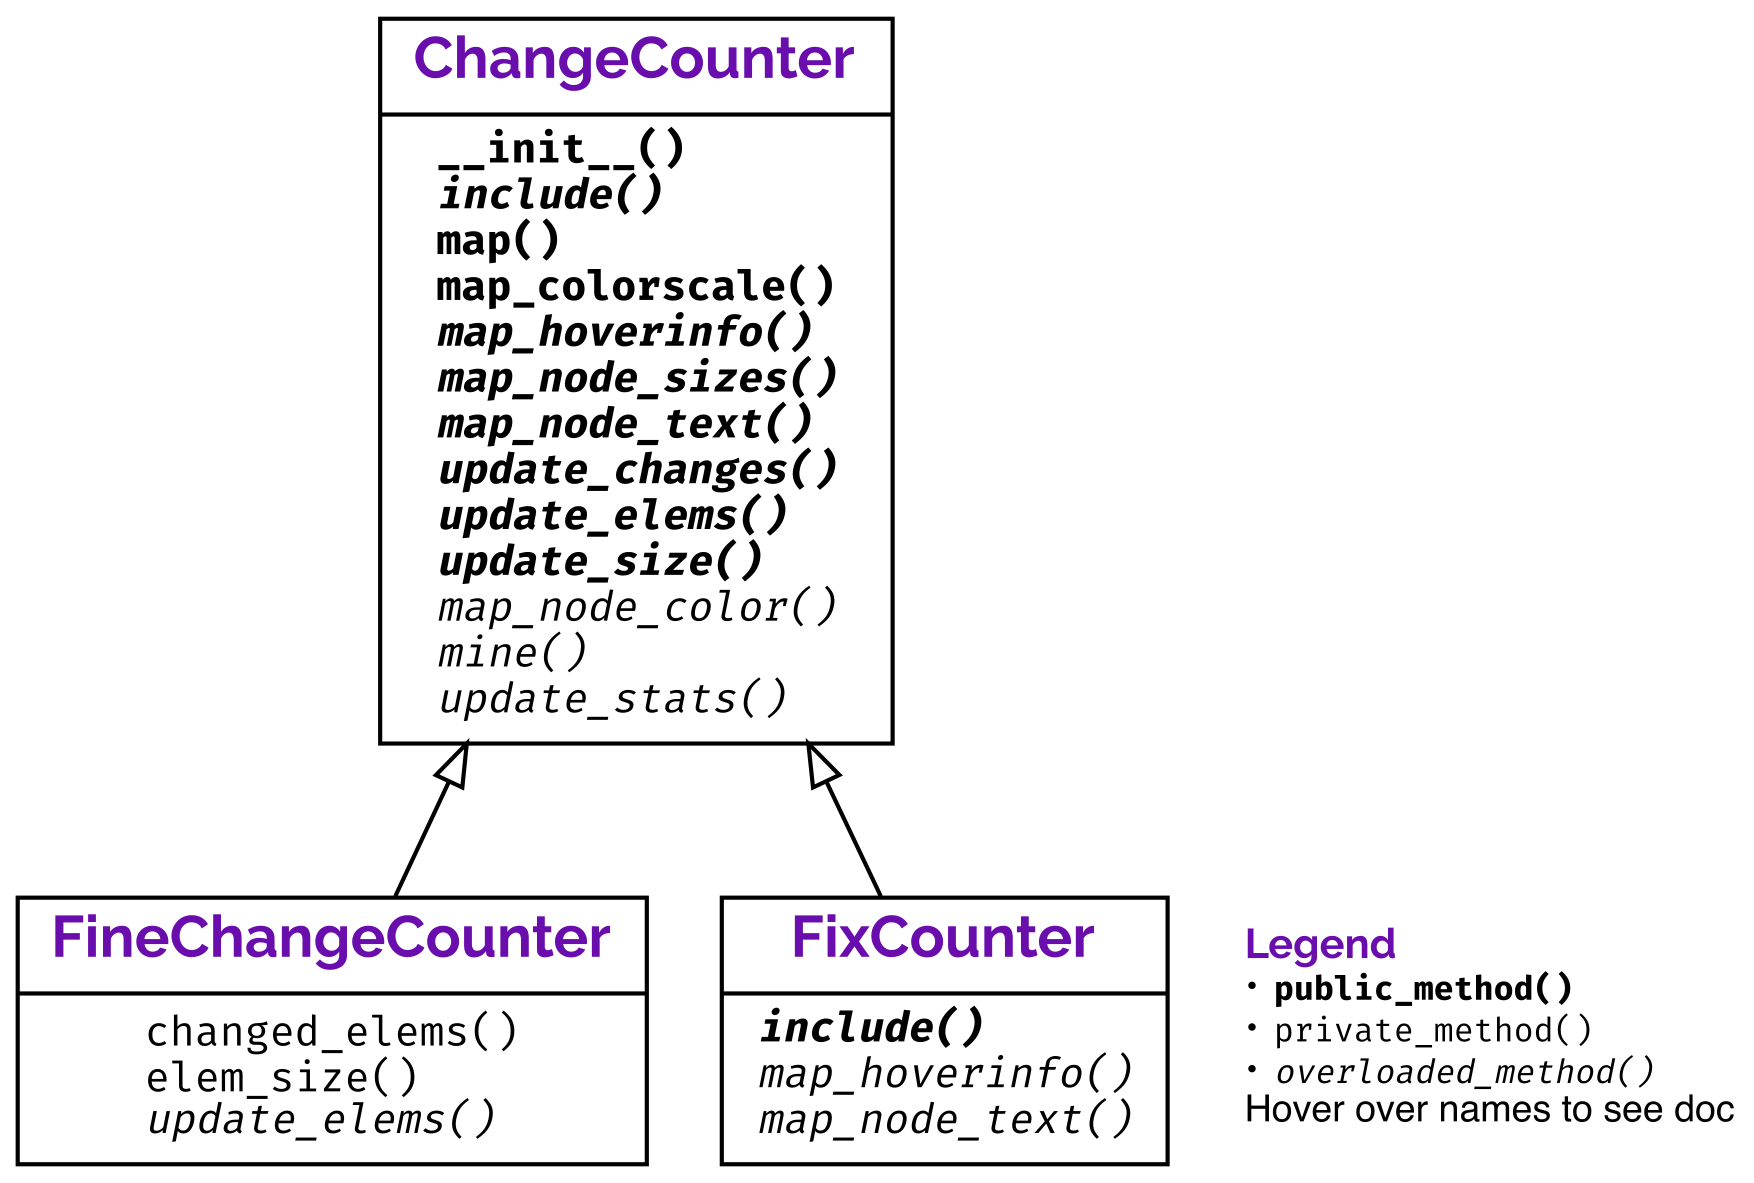 ChangeCounter
__init__()
include()
map()
map_colorscale()
map_hoverinfo()
map_node_sizes()
map_node_text()
update_changes()
update_elems()
update_size()
map_node_color()
mine()
update_stats()
FineChangeCounter
changed_elems()
elem_size()
update_elems()
FixCounter
include()
map_hoverinfo()
map_node_text()
Legend
• public_method()
• private_method()
• overloaded_method()
Hover over names to see doc